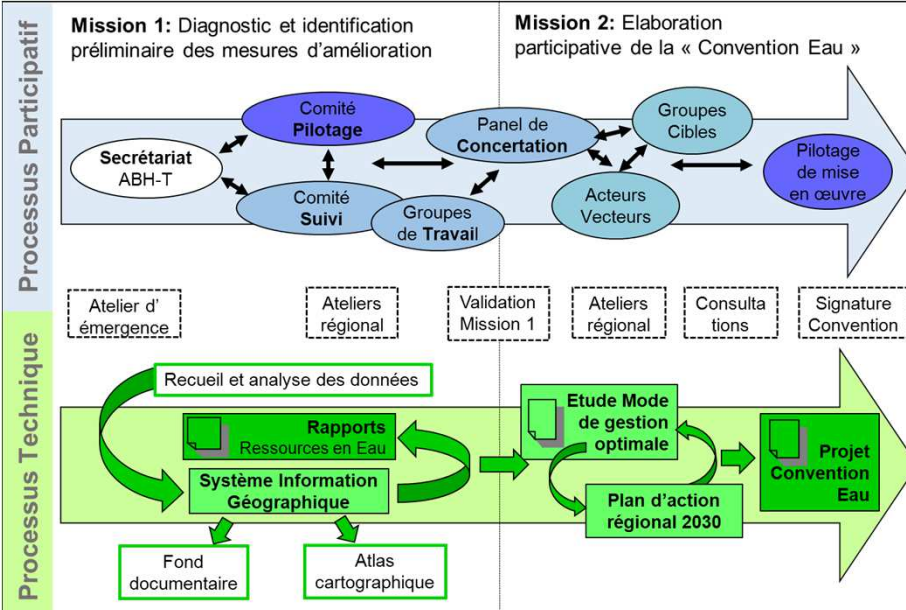 Mission 1: Diagnostic et identification
préliminaire des mesures d'amélioration
Mission 2: Elaboration
participative de la « Convention Eau »
Processus Participatif
Comité
Pilotage
Secrétariat
ABH-T
Comité
Suivi
Groupes
de Travail
Panel de
Concertation
Groupes
Cibles
Acteurs
Vecteurs
Pilotage
de mise
en œuvre
Atelier d'
émergence
Ateliers
régional
Validation
Mission 1
Ateliers
régional
Consulta
tions
Signature
Convention
Processus Technique
Recueil et analyse des données
Rapports
Ressources en Eau
Système Information
Géographique
Fond
documentaire
Atlas
cartographique
Etude Mode
de gestion
optimale
Plan d'action
régional 2030
Projet
Convention
Eau